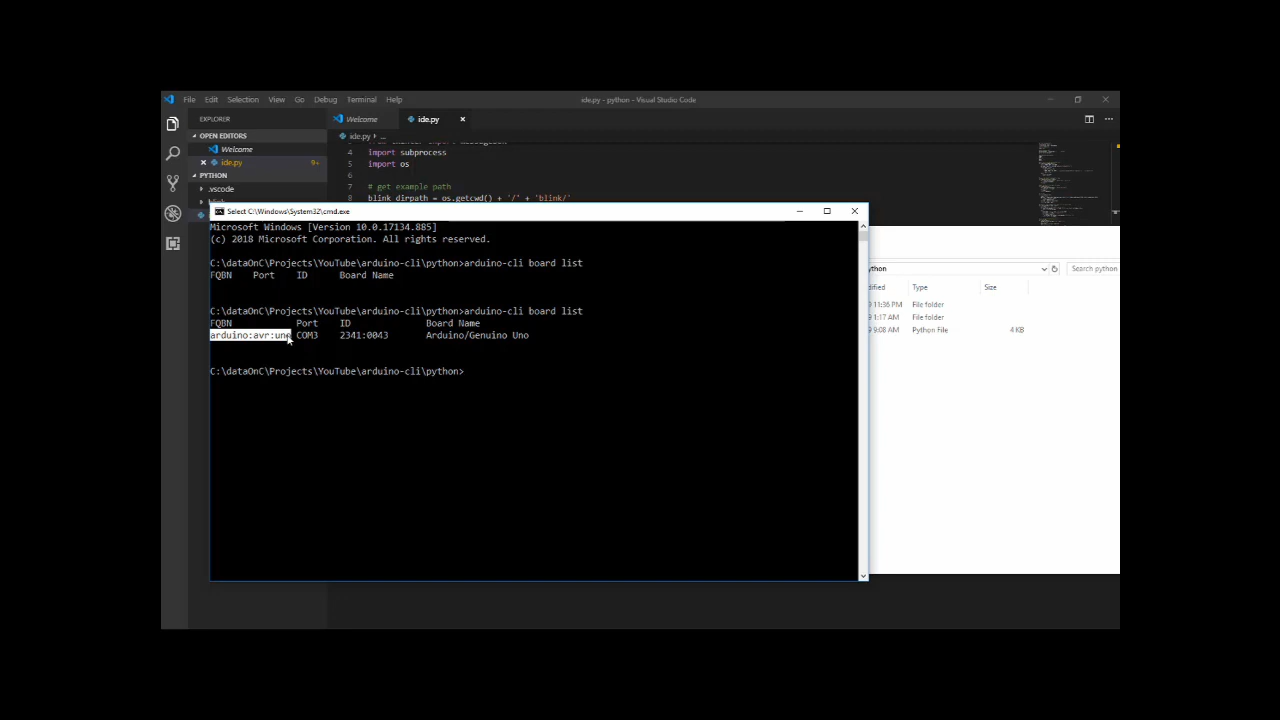 File Edit Selection View Go Debug Terminal Help
ide.py - python - Visual Studio Code
EXPLORER
OPEN EDITORS
Welcome
ide.py 9+
PYTHON
.vscode
Welcome
ide.py
ide.py > ...
4 import subprocess
5 import os
7 # get example path
8 blink_dirpath = os.getcwd() + '/' + 'blink/'
Select C:\Windows\System32\cmd.exe
Microsoft Windows [Version 10.0.17134.885]
(c) 2018 Microsoft Corporation. All rights reserved.
C:\dataOnC\Projects\YouTube\arduino-cli\python>arduino-cli board list
FQBN Port ID Board Name
C:\dataOnC\Projects\YouTube\arduino-cli\python>arduino-cli board list
FQBN Port ID Board Name
arduino:avr:uno COM3 2341:0043 Arduino/Genuino Uno
C:\dataOnC\Projects\YouTube\arduino-cli\python>
ython
Search python
dified Type Size
9 11:36 PM File folder
9 1:17 AM File folder
9 9:08 AM Python File 4 KB